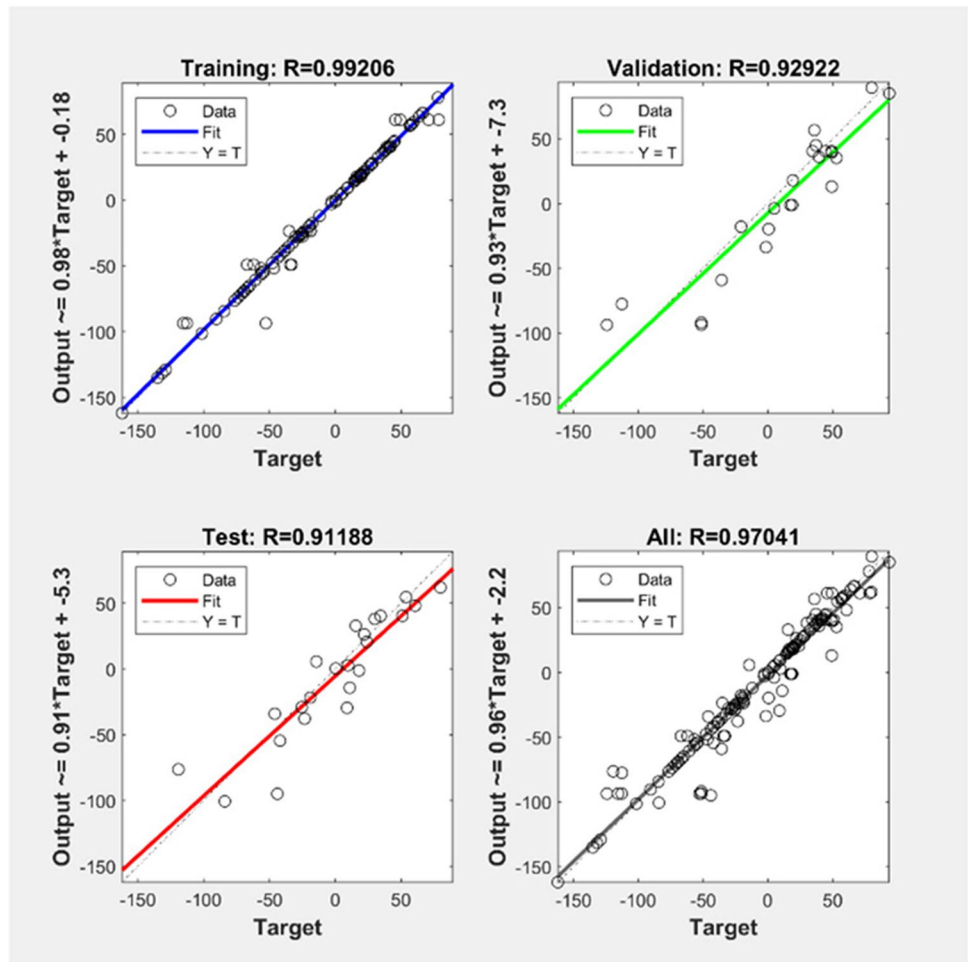 Training: R=0.99206
Output ~= 0.98*Target + -0.18
Data
Fit
Y = T
50
0
-50
-100
-150
-150 -100 -50 0 50
Target
Validation: R=0.92922
Output ~= 0.93*Target + -7.3
Data
Fit
Y = T
50
0
-50
-100
-150
-150 -100 -50 0 50
Target
Test: R=0.91188
Output ~= 0.91*Target + -5.3
Data
Fit
Y = T
50
0
-50
-100
-150
-150 -100 -50 0 50
Target
All: R=0.97041
Output ~= 0.96*Target + -2.2
Data
Fit
Y = T
50
0
-50
-100
-150
-150 -100 -50 0 50
Target